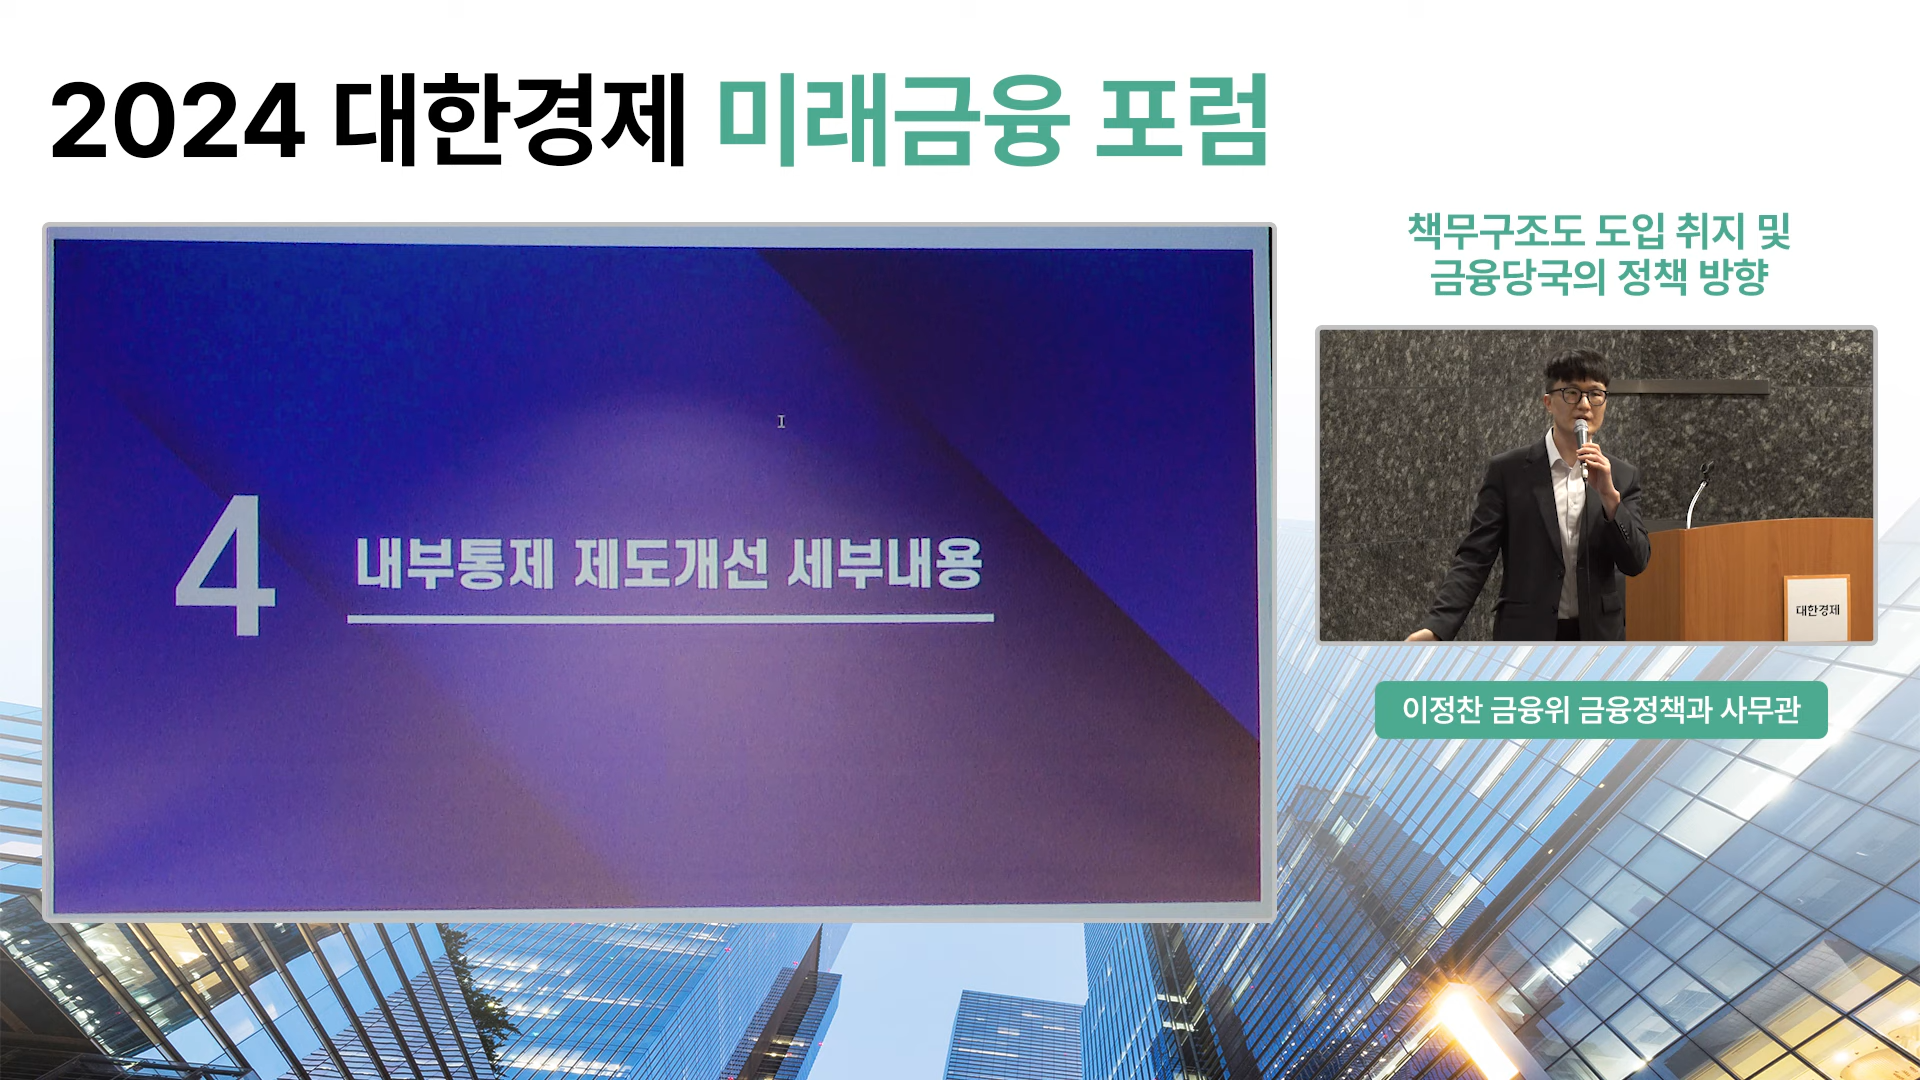 2024 대한경제 미래금융 포럼
책무구조도 도입 취지 및
금융당국의 정책 방향
4
내부통제 제도개선 세부내용
대한경제
이정찬 금융위 금융정책과 사무관